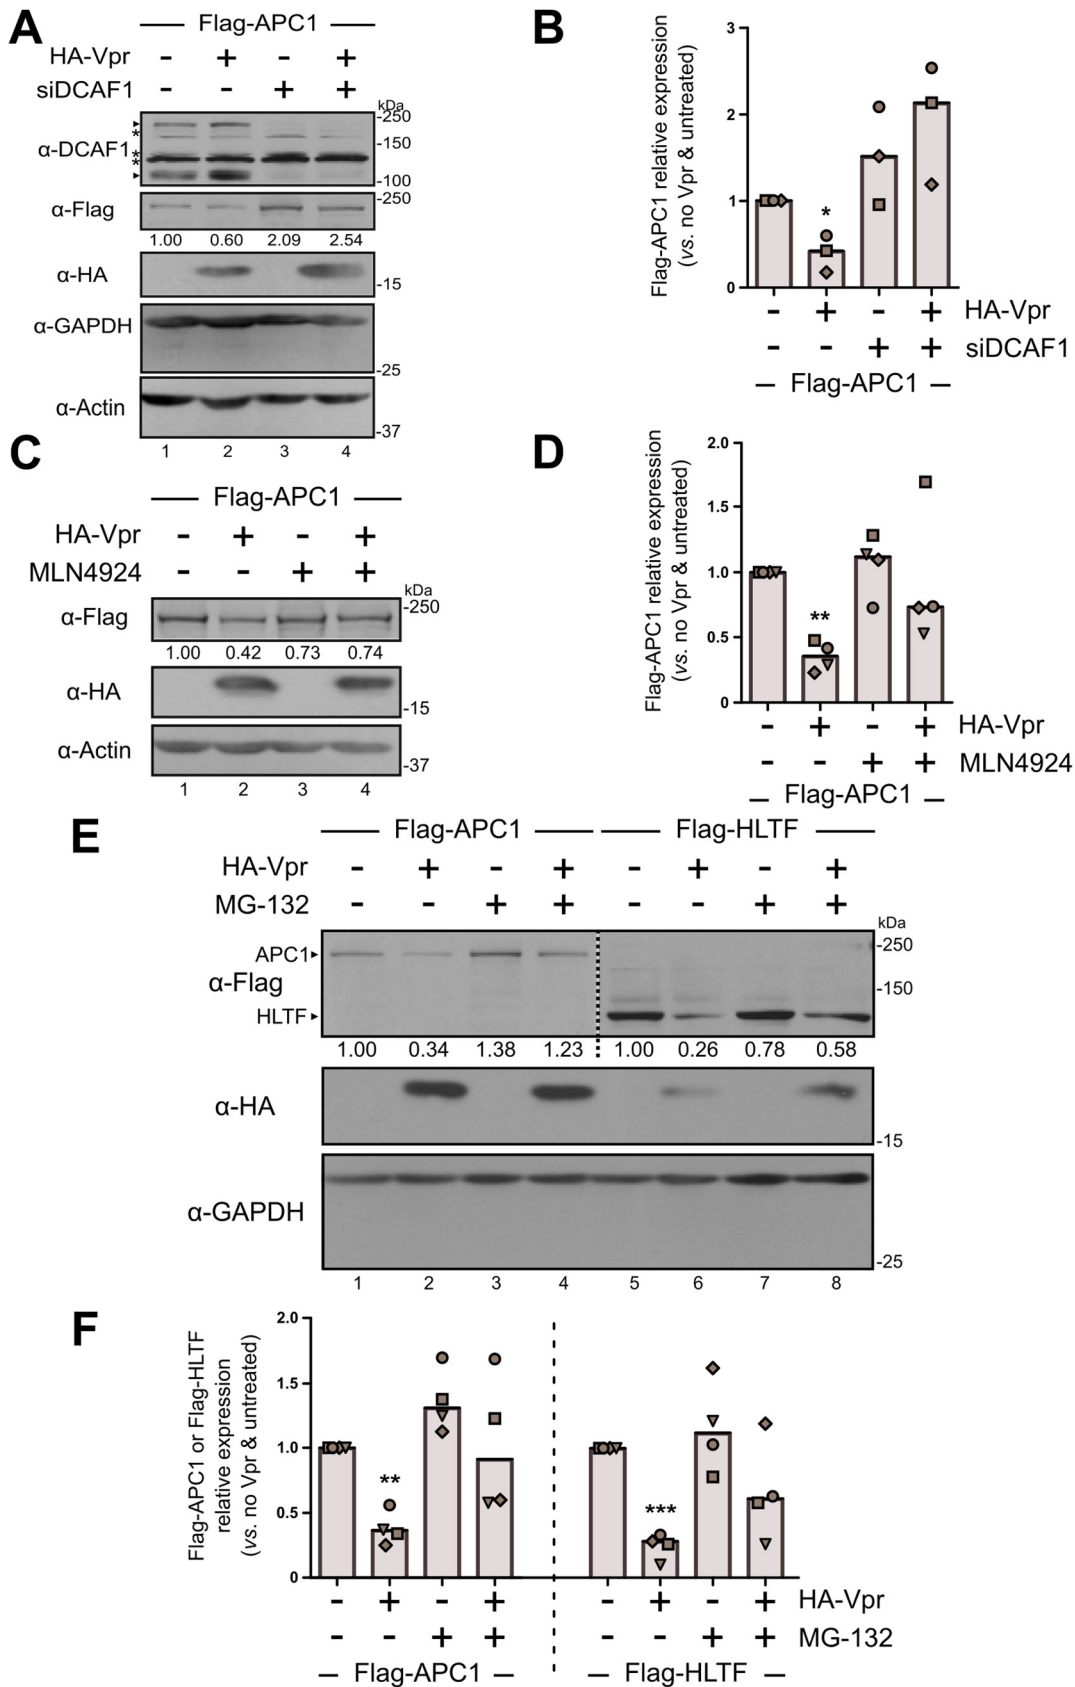 A
Flag-APC1
HA-Vpr - + - +
siDCAF1 - - + +
kDa
α-DCAF1
*
*
*
-250
-150
-100
α-Flag
-250
1.00 0.60 2.09 2.54
α-HA
-15
α-GAPDH
-25
α-Actin
-37
1 2 3 4
B
Flag-APC1 relative expression
(vs. no Vpr & untreated)
3
2
1
0
*
- + - + HA-Vpr
- - + + siDCAF1
Flag-APC1
C
Flag-APC1
HA-Vpr - + - +
MLN4924 - - + +
kDa
α-Flag
-250
1.00 0.42 0.73 0.74
α-HA
-15
α-Actin
-37
1 2 3 4
D
Flag-APC1 relative expression
(vs. no Vpr & untreated)
2.0
1.5
1.0
0.5
0
**
- + - + HA-Vpr
- - + + MLN4924
Flag-APC1
E
Flag-APC1 Flag-HLTF
HA-Vpr - + - + - + - +
MG-132 - - + + - - + +
kDa
APC1
α-Flag
HLTF
-250
-150
1.00 0.34 1.38 1.23 1.00 0.26 0.78 0.58
α-HA
-15
α-GAPDH
-25
1 2 3 4 5 6 7 8
F
Flag-APC1 or Flag-HLTF
relative expression
(vs. no Vpr & untreated)
2.0
1.5
1.0
0.5
0
**
***
- + - + - + - + HA-Vpr
- - + + - - + + MG-132
Flag-APC1 Flag-HLTF